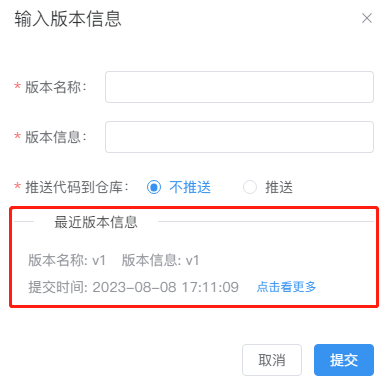 输入版本信息
* 版本名称：
* 版本信息：
* 推送代码到仓库： 不推送 推送
最近版本信息
版本名称: v1 版本信息: v1
提交时间: 2023-08-08 17:11:09 点击看更多
取消 提交